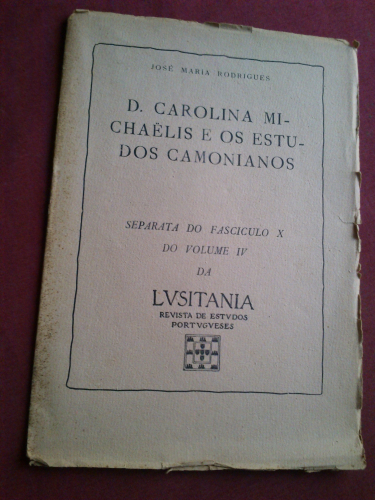 JOSÉ MARIA RODRIGUES
D. CAROLINA MI-
CHAËLIS E OS ESTU-
DOS CAMONIANOS
SEPARATA DO FASCICULO X
DO VOLUME IV
DA
LVSITANIA
REVISTA DE ESTVDOS
PORTVGVESES